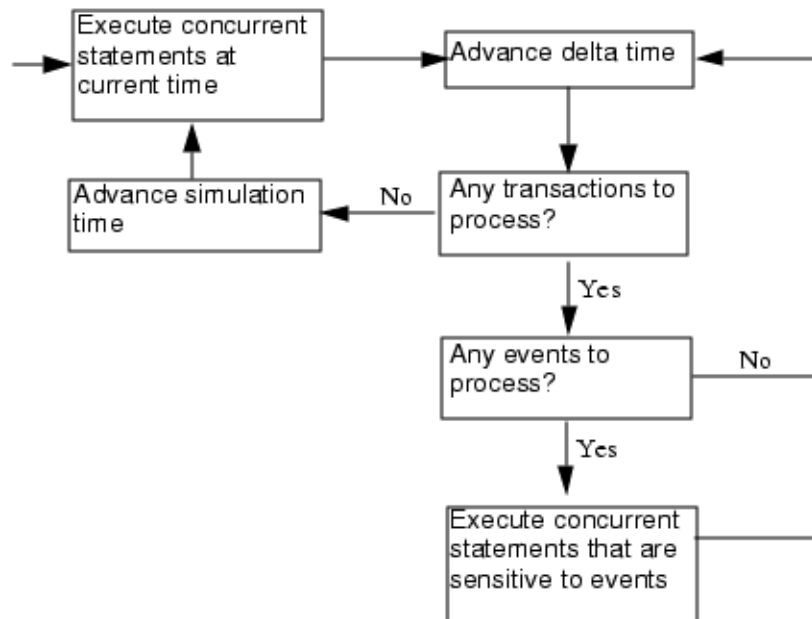 Execute concurrent
statements at
current time
Advance delta time
Advance simulation
time
No
Any transactions to
process?
Yes
Any events to
process?
No
Yes
Execute concurrent
statements that are
sensitive to events